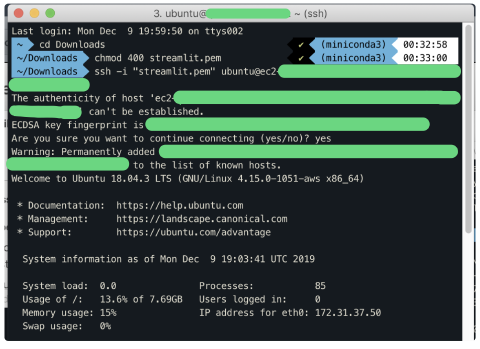 3. ubuntu@ ~ (ssh)
Last login: Mon Dec  9 19:59:50 on ttys002
~  cd Downloads  ✓  (miniconda3)  00:32:58
~/Downloads  chmod 400 streamlit.pem  ✓  (miniconda3)  00:33:00
~/Downloads  ssh -i "streamlit.pem" ubuntu@ec2-
The authenticity of host 'ec2-
can't be established.
ECDSA key fingerprint is
Are you sure you want to continue connecting (yes/no)? yes
Warning: Permanently added
to the list of known hosts.
Welcome to Ubuntu 18.04.3 LTS (GNU/Linux 4.15.0-1051-aws x86_64)
* Documentation:  https://help.ubuntu.com
* Management:     https://landscape.canonical.com
* Support:        https://ubuntu.com/advantage
System information as of Mon Dec  9 19:03:41 UTC 2019
System load:  0.0                Processes:           85
Usage of /:   13.6% of 7.69GB   Users logged in:     0
Memory usage: 15%                IP address for eth0: 172.31.37.50
Swap usage:   0%